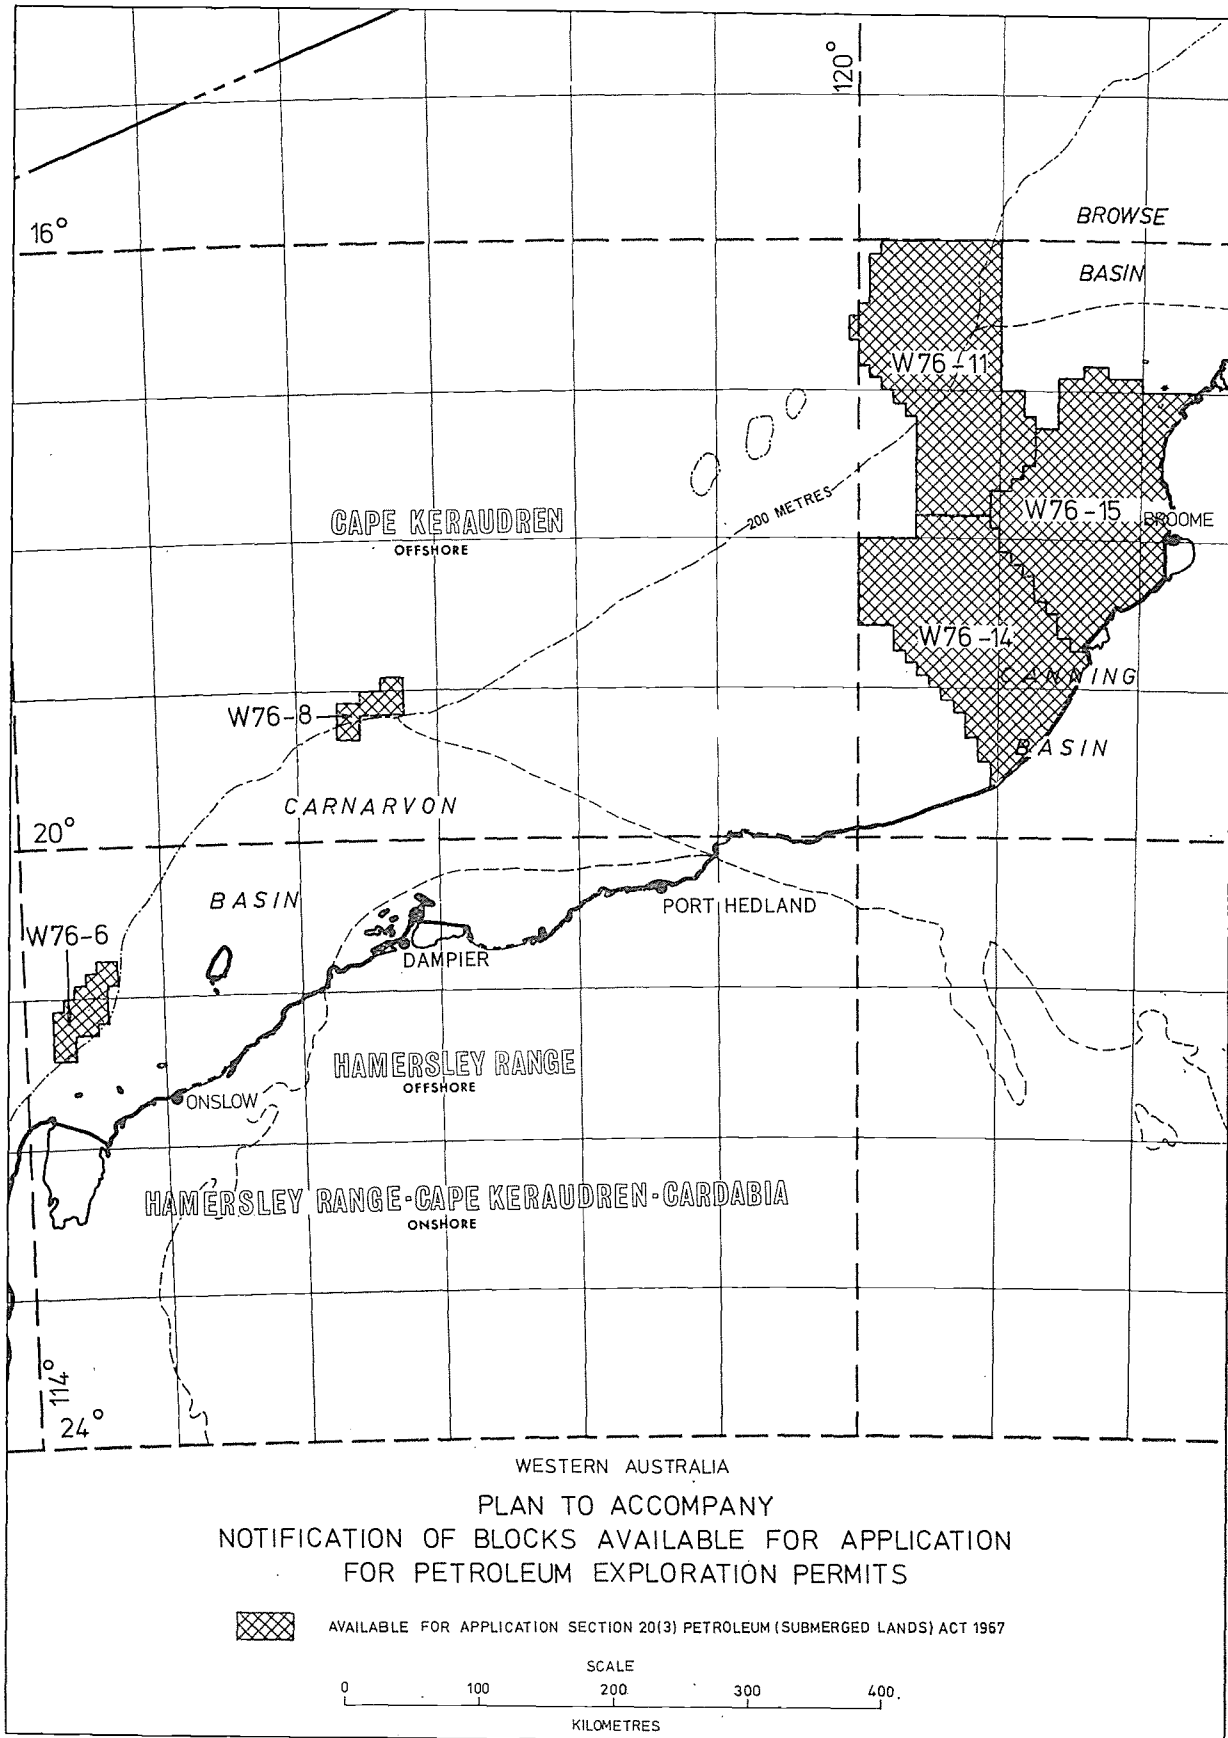 120°
16°
BROWSE
BASIN
W76-11
200 METRES
CAPE KERAUDREN
OFFSHORE
W76-15
BROOME
W76-14
CANNING
BASIN
W76-8
CARNARVON
20°
BASIN
PORT HEDLAND
W76-6
DAMPIER
HAMERSLEY RANGE
OFFSHORE
ONSLOW
HAMERSLEY RANGE·CAPE KERAUDREN·CARDABIA
ONSHORE
114°
24°
WESTERN AUSTRALIA
PLAN TO ACCOMPANY
NOTIFICATION OF BLOCKS AVAILABLE FOR APPLICATION
FOR PETROLEUM EXPLORATION PERMITS
AVAILABLE FOR APPLICATION SECTION 20(3) PETROLEUM (SUBMERGED LANDS) ACT 1967
SCALE
0 100 200 300 400
KILOMETRES